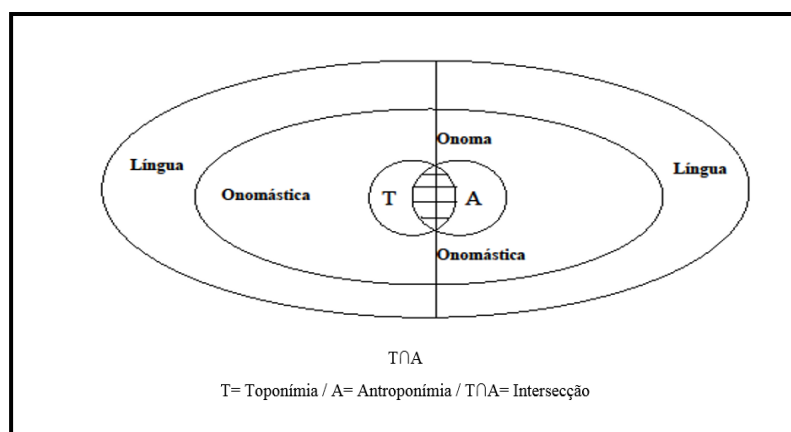 Onoma
Língua
Língua
Onomástica
T
A
Onomástica
T∩A
T= Toponímia / A= Antroponímia / T∩A= Intersecção